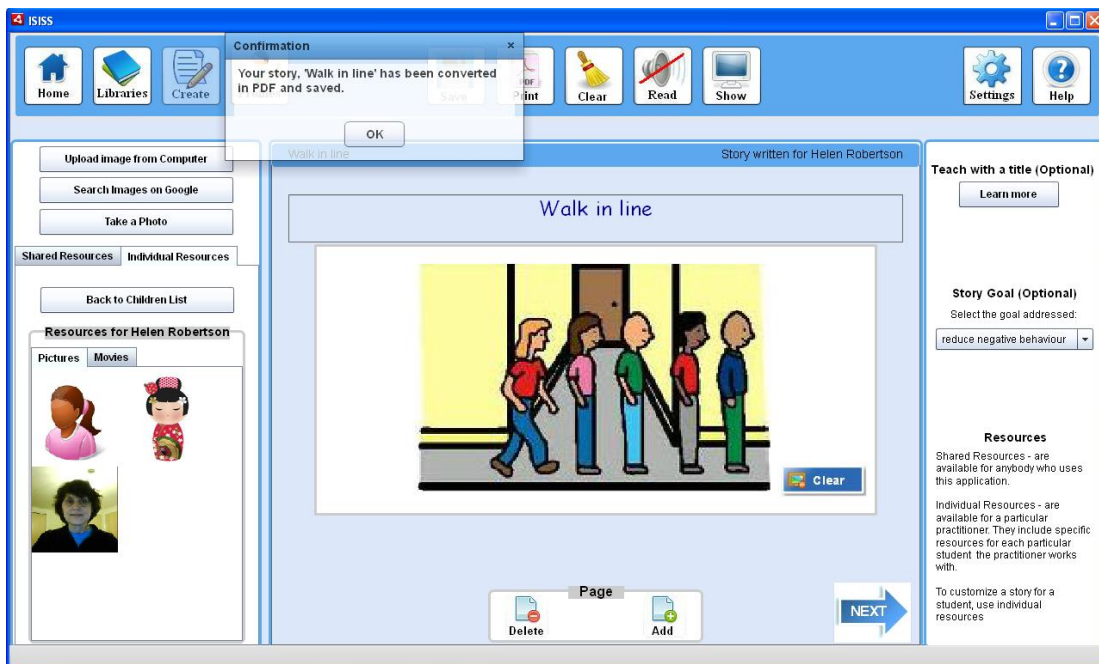 ISISS
Home
Libraries
Create
Save
Print
Clear
Read
Show
Settings
Help
Confirmation
×
Your story, 'Walk in line' has been converted
in PDF and saved.
OK
Upload image from Computer
Search Images on Google
Take a Photo
Shared Resources
Individual Resources
Back to Children List
Resources for Helen Robertson
Pictures
Movies
Walk in line
Story written for Helen Robertson
Walk in line
Clear
Page
Delete
Add
NEXT
Teach with a title (Optional)
Learn more
Story Goal (Optional)
Select the goal addressed:
reduce negative behaviour
Resources
Shared Resources - are
available for anybody who uses
this application.
Individual Resources - are
available for a particular
practitioner. They include specific
resources for each particular
student the practitioner works
with.
To customize a story for a
student, use individual
resources